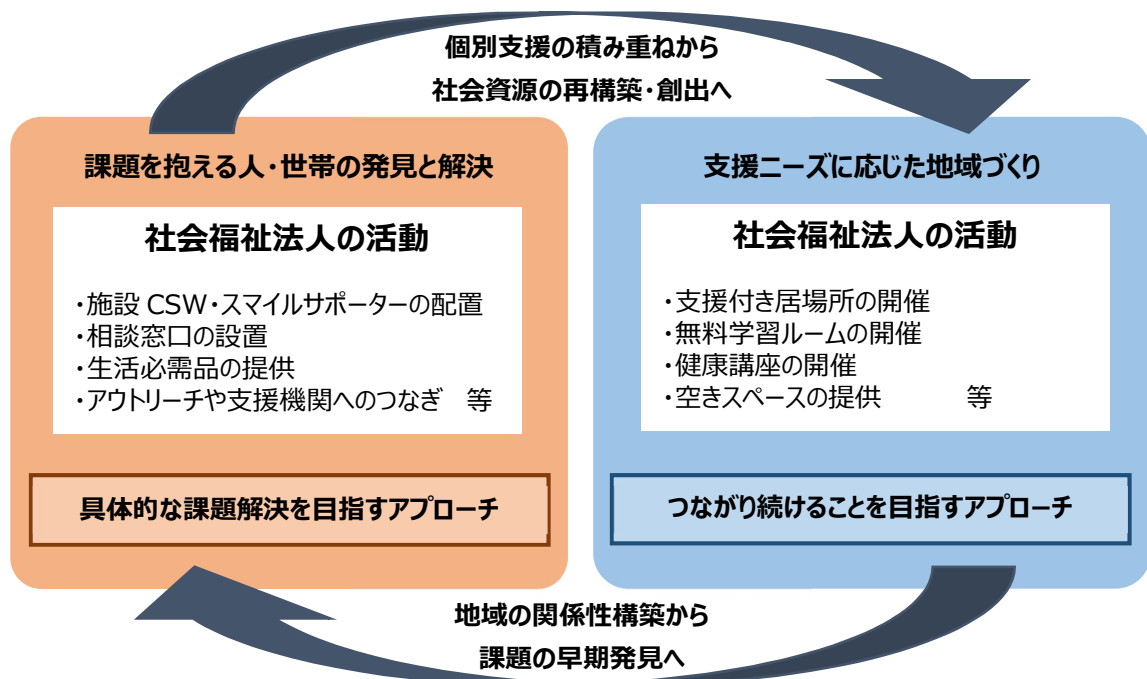 個別支援の積み重ねから
社会資源の再構築・創出へ
課題を抱える人・世帯の発見と解決
社会福祉法人の活動
・施設 CSW・スマイルサポーターの配置
・相談窓口の設置
・生活必需品の提供
・アウトリーチや支援機関へのつなぎ　等
具体的な課題解決を目指すアプローチ
支援ニーズに応じた地域づくり
社会福祉法人の活動
・支援付き居場所の開催
・無料学習ルームの開催
・健康講座の開催
・空きスペースの提供　　　　等
つながり続けることを目指すアプローチ
地域の関係性構築から
課題の早期発見へ